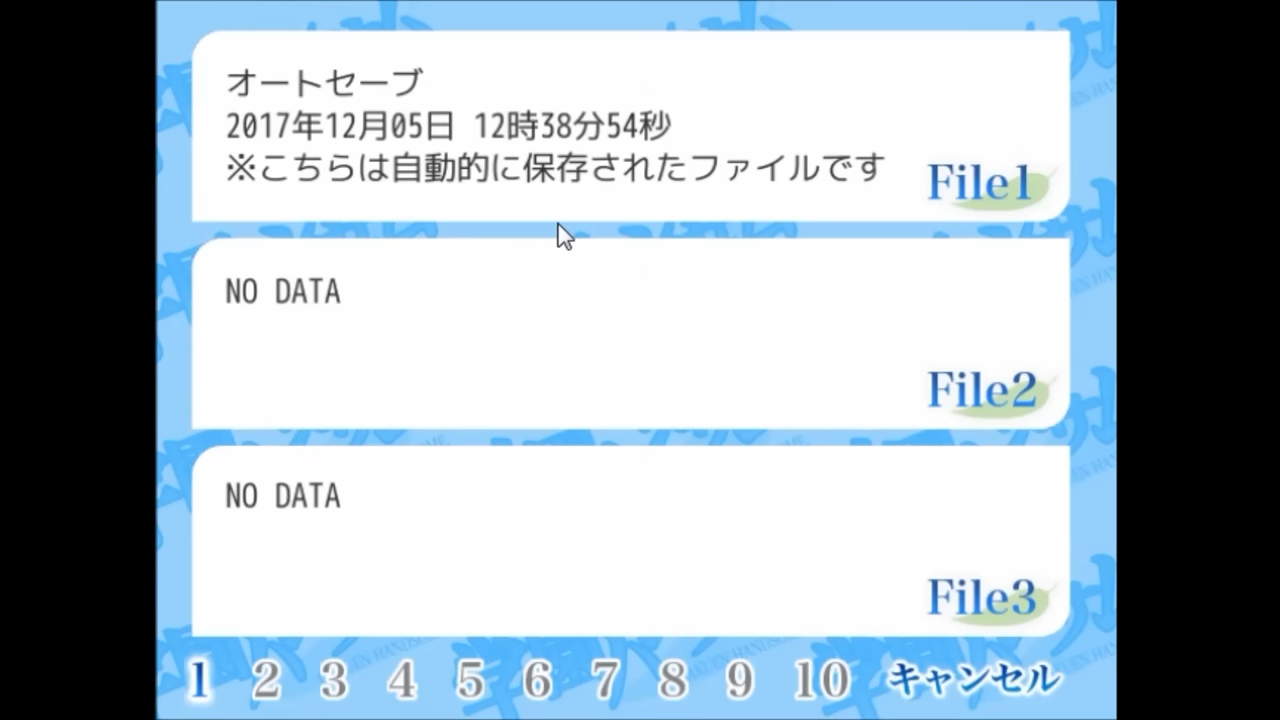 オートセーブ
2017年12月05日 12時38分54秒
※こちらは自動的に保存されたファイルです
File1
NO DATA
File2
NO DATA
File3
1 2 3 4 5 6 7 8 9 10 キャンセル